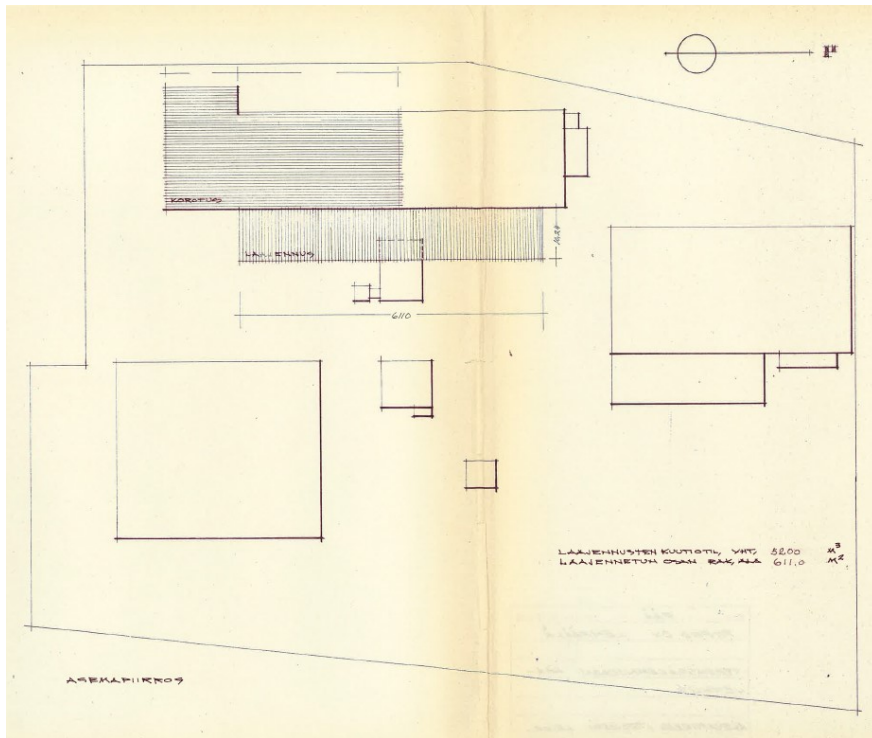 KOROTUS
LAAJENNUS
6110
LAAJENNUSTEN KUUTIOTIL, YHT, 5200 M³
LAAJENNETUN OSAN RAK, ALA 611,0 M²
ASEMAPIIRROS